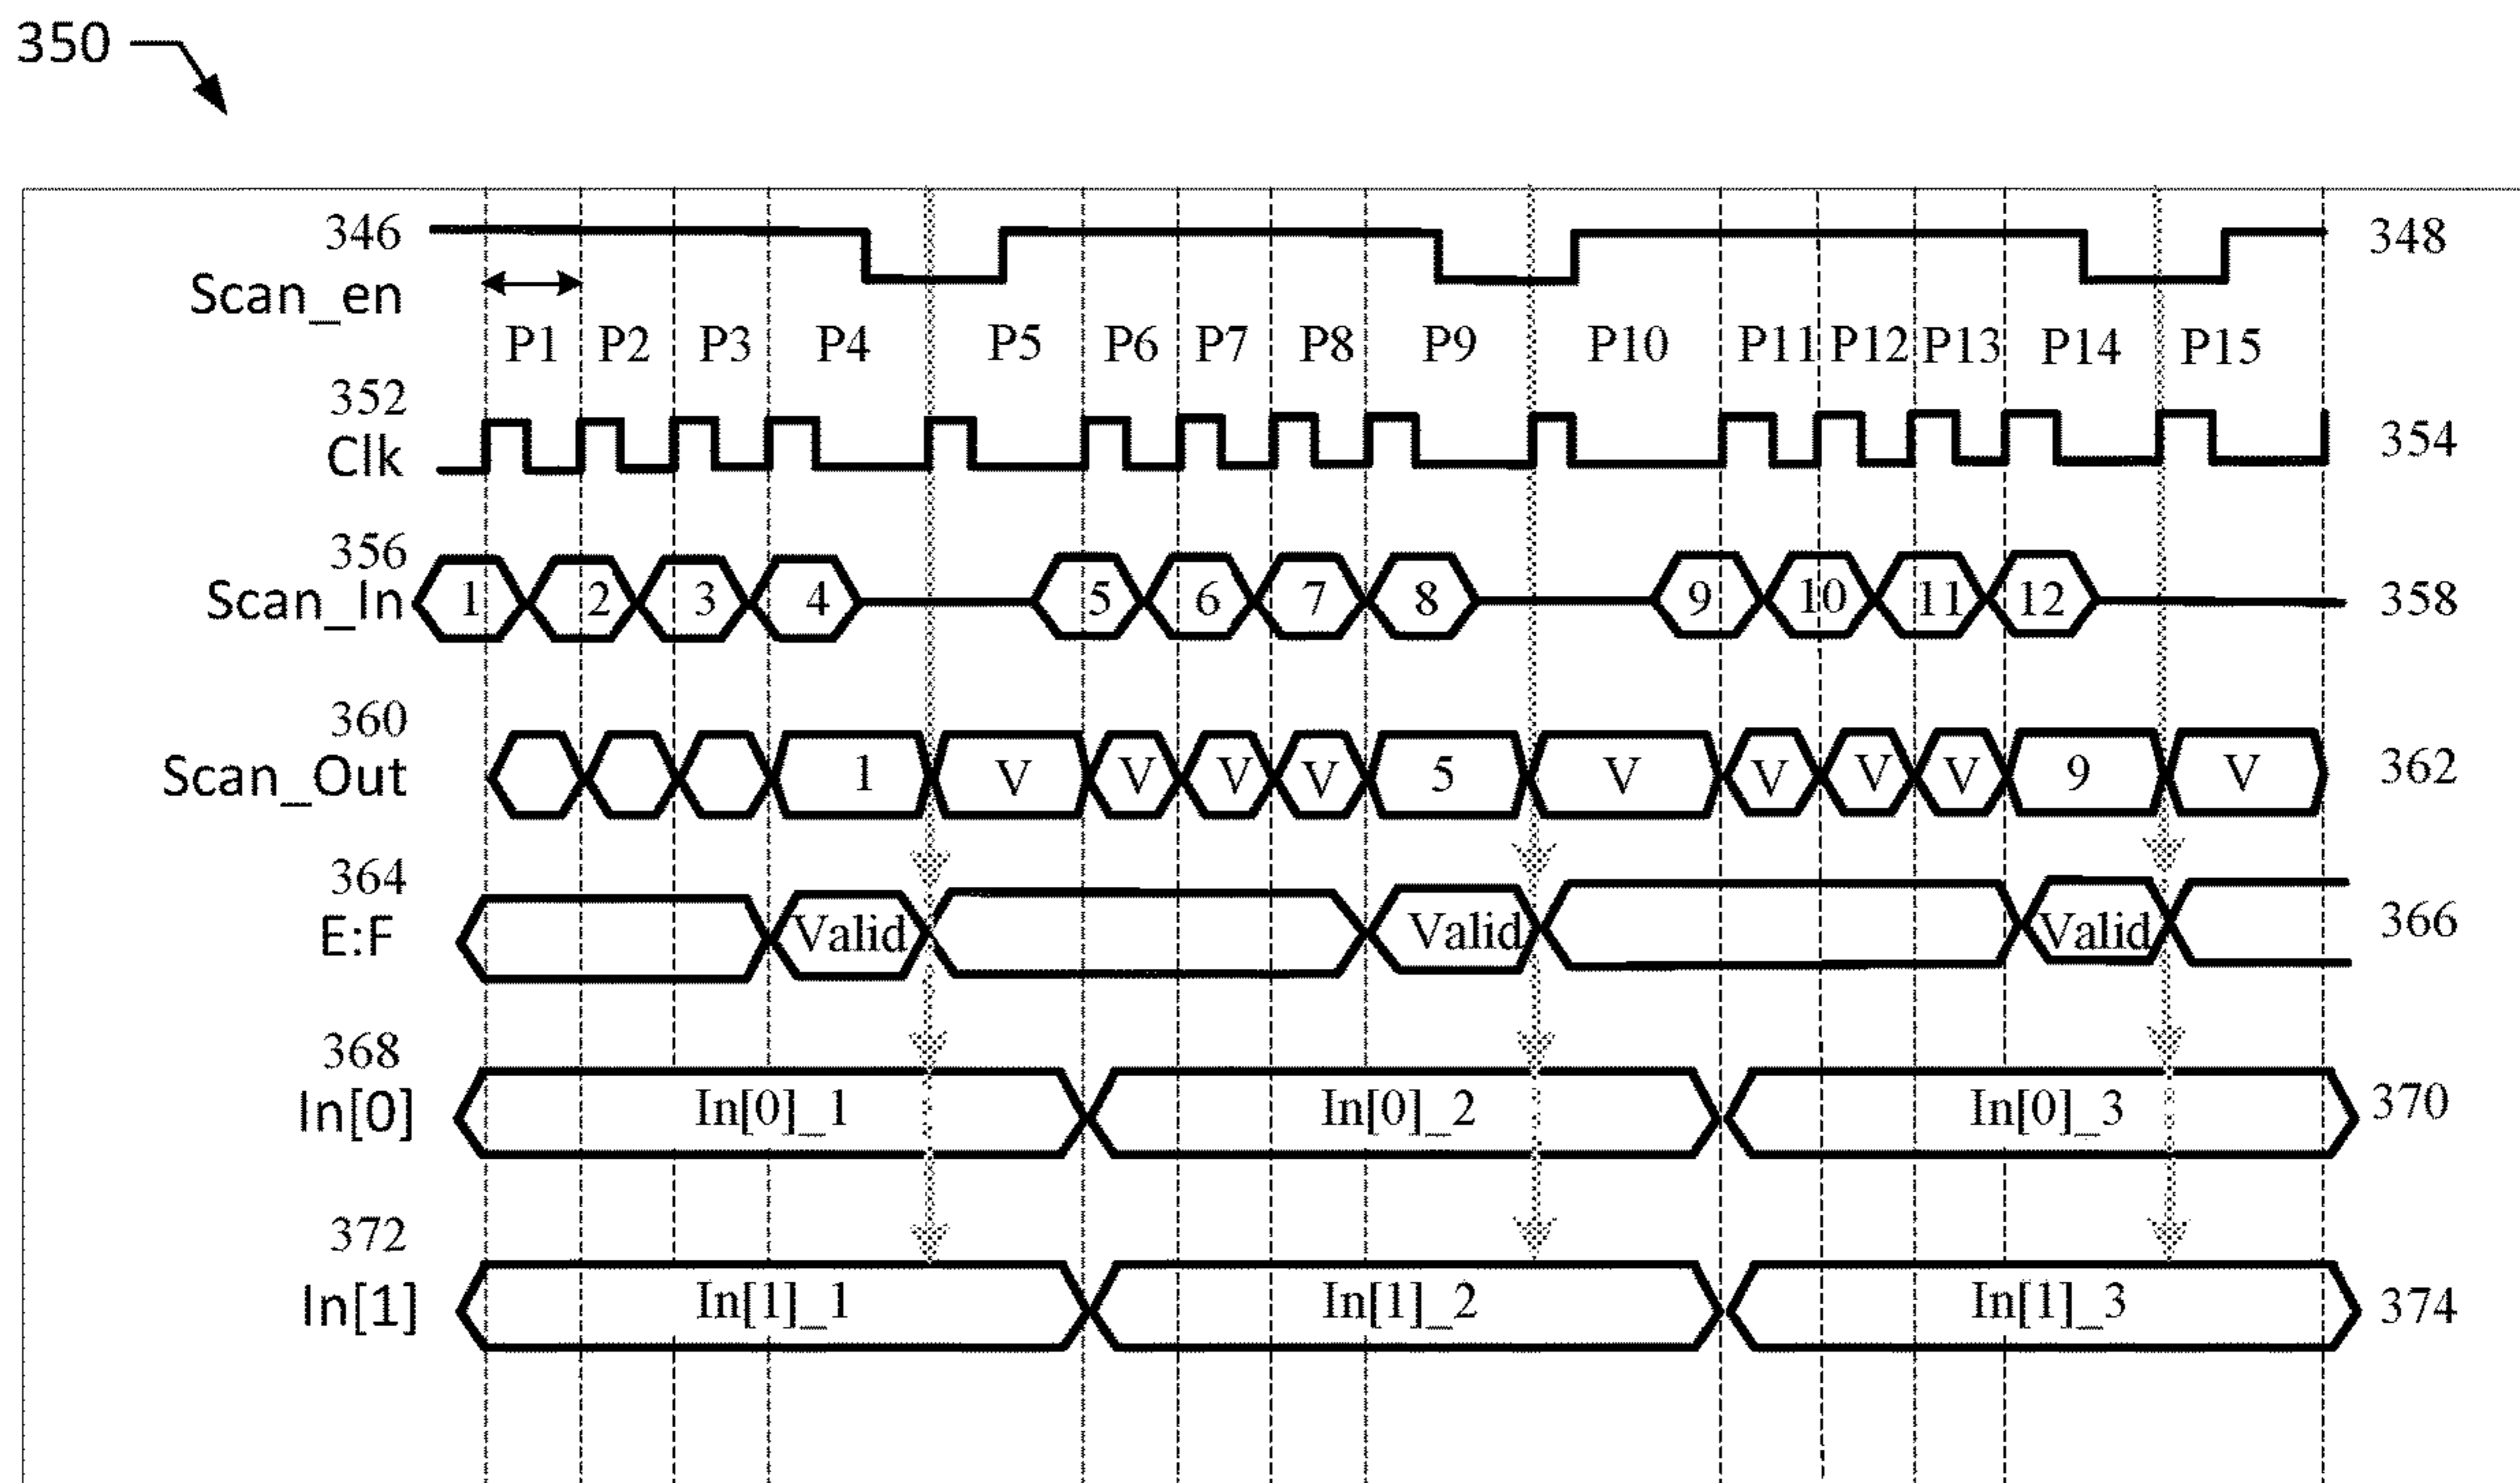 350
346 348
Scan_en
P1 P2 P3 P4 P5 P6 P7 P8 P9 P10 P11 P12 P13 P14 P15
352
Clk 354
356
Scan_In 1 2 3 4 5 6 7 8 9 10 11 12 358
360
Scan_Out 1 V V V V 5 V V V V 9 V 362
364
E:F Valid Valid Valid 366
368
In[0] In[0]_1 In[0]_2 In[0]_3 370
372
In[1] In[1]_1 In[1]_2 In[1]_3 374